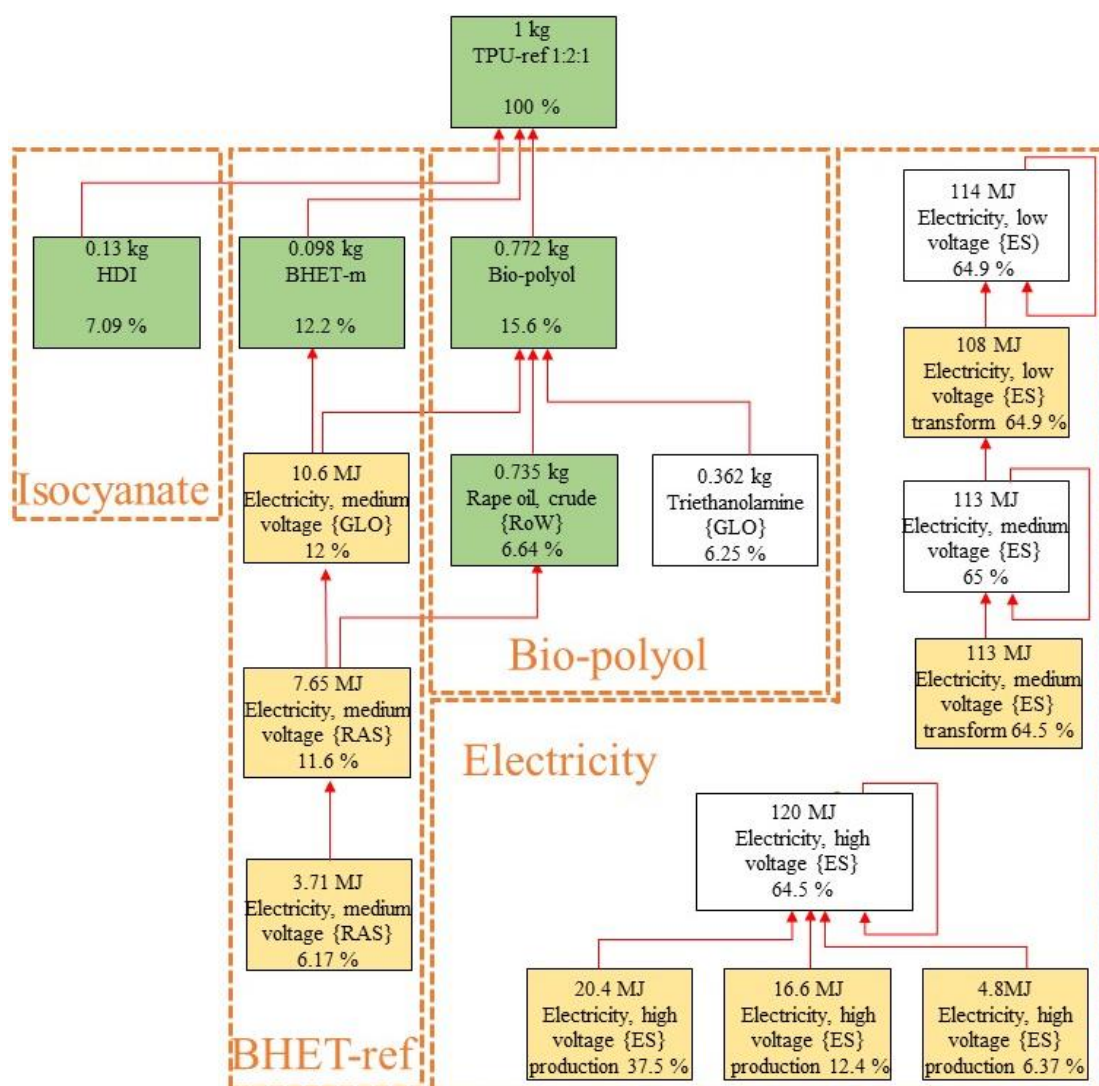 1 kg
TPU-ref 1:2:1
100 %
0.13 kg
HDI
7.09 %
0.098 kg
BHET-m
12.2 %
0.772 kg
Bio-polyol
15.6 %
114 MJ
Electricity, low
voltage {ES)
64.9 %
108 MJ
Electricity, low
voltage {ES}
transform 64.9 %
Isocyanate
10.6 MJ
Electricity, medium
voltage {GLO}
12 %
0.735 kg
Rape oil, crude
{RoW}
6.64 %
0.362 kg
Triethanolamine
{GLO}
6.25 %
113 MJ
Electricity, medium
voltage {ES}
65 %
Bio-polyol
7.65 MJ
Electricity, medium
voltage {RAS}
11.6 %
113 MJ
Electricity, medium
voltage {ES}
transform 64.5 %
Electricity
120 MJ
Electricity, high
voltage {ES}
64.5 %
3.71 MJ
Electricity, medium
voltage {RAS}
6.17 %
BHET-ref
20.4 MJ
Electricity, high
voltage {ES}
production 37.5 %
16.6 MJ
Electricity, high
voltage {ES}
production 12.4 %
4.8MJ
Electricity, high
voltage {ES}
production 6.37 %